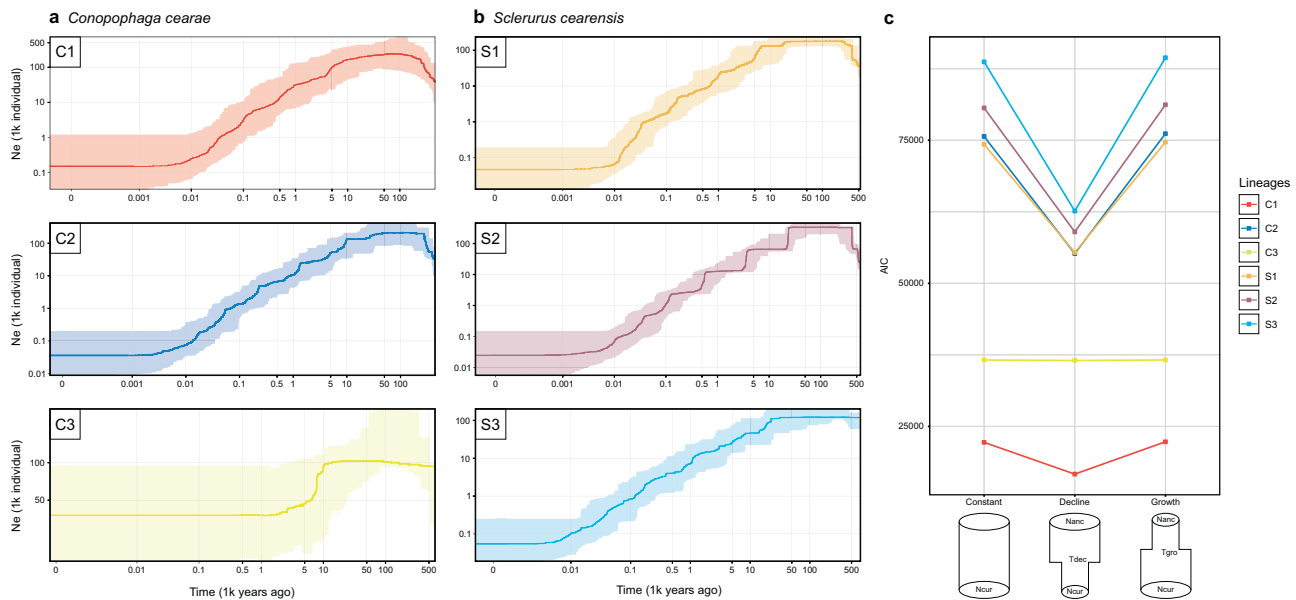 a Conopophaga cearae
C1
Ne (1k individual)
500
100
10
1
0.1
0
0.001
0.01
0.1
0.5
1
5
10
50
100
C2
Ne (1k individual)
100
10
1
0.1
0.01
0
0.001
0.01
0.1
0.5
1
5
10
50
100
C3
Ne (1k individual)
100
50
0
0.01
0.1
0.5
1
5
10
50
100
500
Time (1k years ago)
b Sclerurus cearensis
S1
100
10
1
0.1
0
0.001
0.01
0.1
0.5
1
5
10
50
100
500
S2
100
10
1
0.1
0
0.001
0.01
0.1
0.5
1
5
10
50
100
500
S3
100
10
1
0.1
0
0.01
0.1
0.5
1
5
10
50
100
500
Time (1k years ago)
c
AIC
75000
50000
25000
Constant
Decline
Growth
Ncur
Nanc
Tdec
Ncur
Nanc
Tgro
Ncur
Lineages
C1
C2
C3
S1
S2
S3